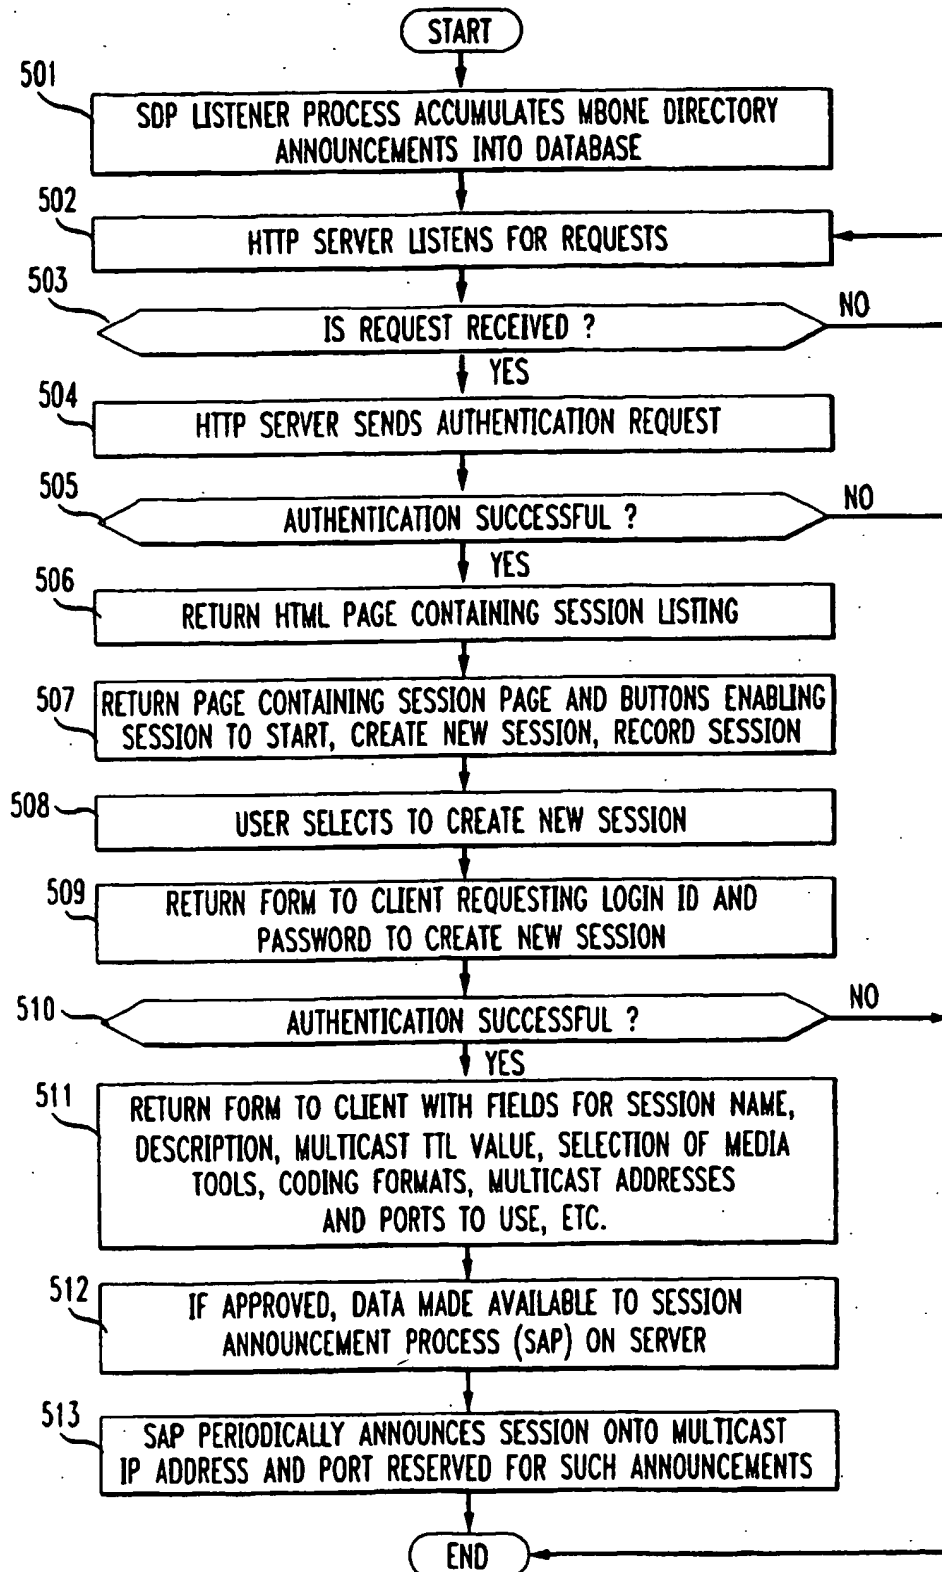 START
501
SDP LISTENER PROCESS ACCUMULATES MBONE DIRECTORY
ANNOUNCEMENTS INTO DATABASE
502
HTTP SERVER LISTENS FOR REQUESTS
503
IS REQUEST RECEIVED ?
NO
YES
504
HTTP SERVER SENDS AUTHENTICATION REQUEST
505
AUTHENTICATION SUCCESSFUL ?
NO
YES
506
RETURN HTML PAGE CONTAINING SESSION LISTING
507
RETURN PAGE CONTAINING SESSION PAGE AND BUTTONS ENABLING
SESSION TO START, CREATE NEW SESSION, RECORD SESSION
508
USER SELECTS TO CREATE NEW SESSION
509
RETURN FORM TO CLIENT REQUESTING LOGIN ID AND
PASSWORD TO CREATE NEW SESSION
510
AUTHENTICATION SUCCESSFUL ?
NO
YES
511
RETURN FORM TO CLIENT WITH FIELDS FOR SESSION NAME,
DESCRIPTION, MULTICAST TTL VALUE, SELECTION OF MEDIA
TOOLS, CODING FORMATS, MULTICAST ADDRESSES
AND PORTS TO USE, ETC.
512
IF APPROVED, DATA MADE AVAILABLE TO SESSION
ANNOUNCEMENT PROCESS (SAP) ON SERVER
513
SAP PERIODICALLY ANNOUNCES SESSION ONTO MULTICAST
IP ADDRESS AND PORT RESERVED FOR SUCH ANNOUNCEMENTS
END